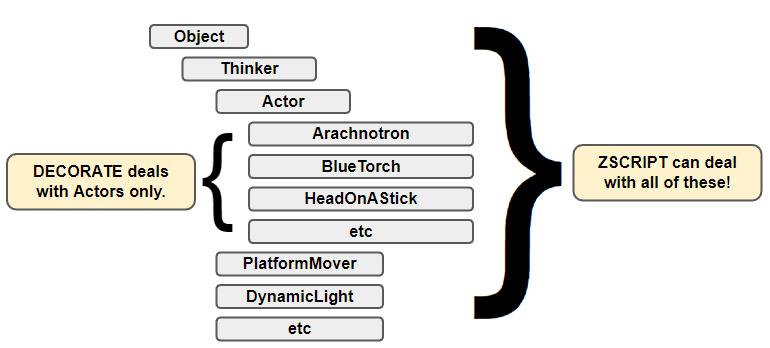 Object
Thinker
Actor
Arachnotron
BlueTorch
HeadOnAStick
etc
PlatformMover
DynamicLight
etc
DECORATE deals
with Actors only.
ZSCRIPT can deal
with all of these!